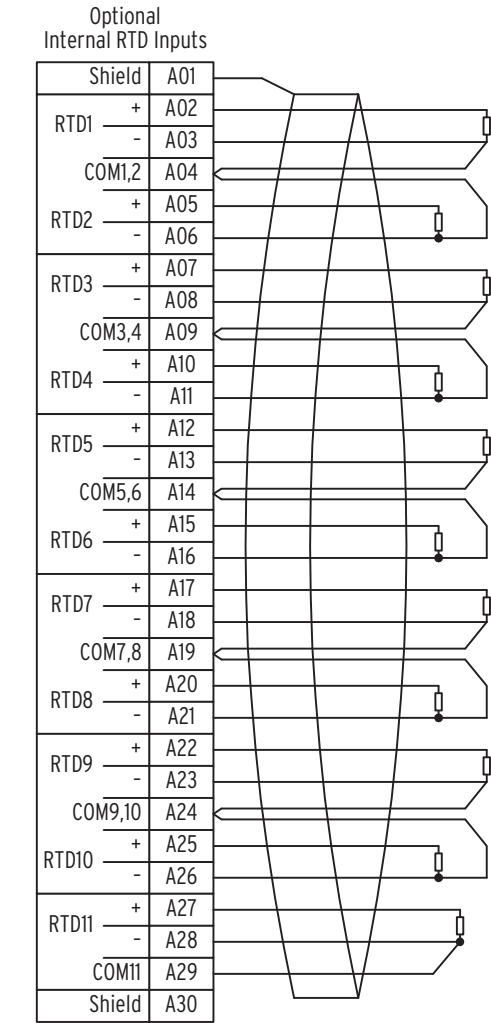 Optional
Internal RTD Inputs
Shield A01
RTD1 + A02
- A03
COM1,2 A04
RTD2 + A05
- A06
RTD3 + A07
- A08
COM3,4 A09
RTD4 + A10
- A11
RTD5 + A12
- A13
COM5,6 A14
RTD6 + A15
- A16
RTD7 + A17
- A18
COM7,8 A19
RTD8 + A20
- A21
RTD9 + A22
- A23
COM9,10 A24
RTD10 + A25
- A26
RTD11 + A27
- A28
COM11 A29
Shield A30